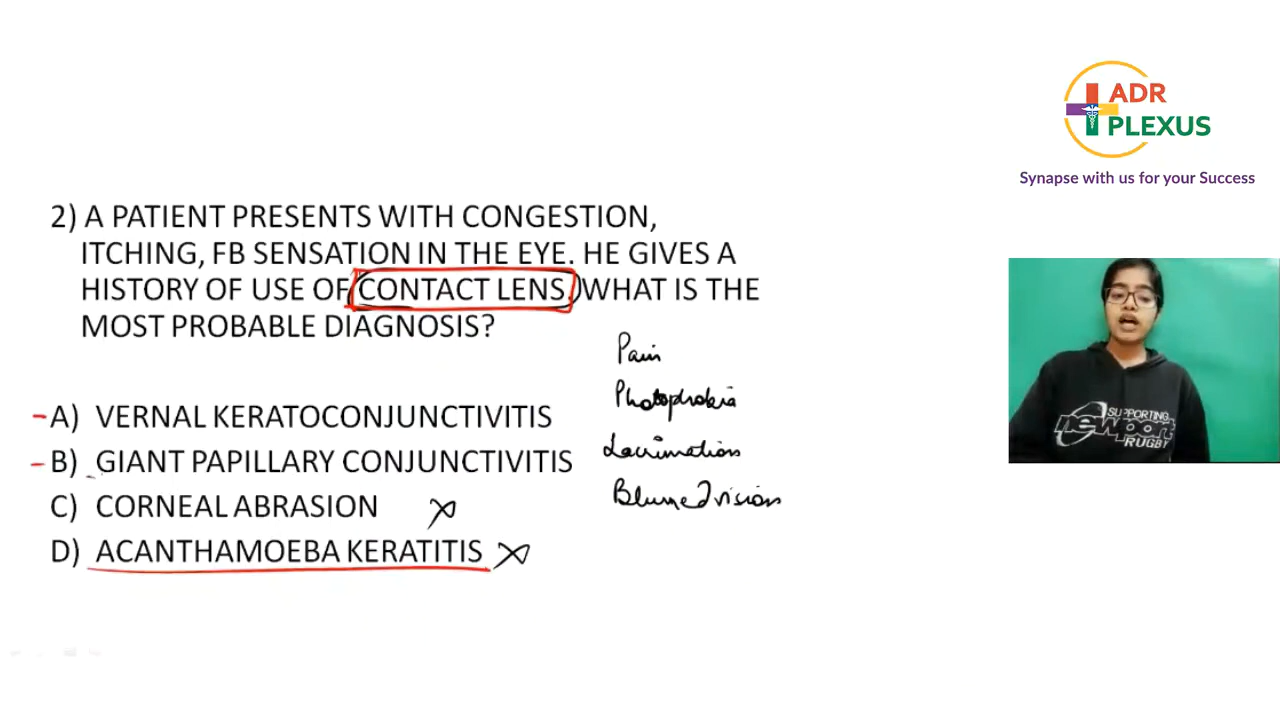 ADR
PLEXUS
Synapse with us for your Success
2) A PATIENT PRESENTS WITH CONGESTION,
ITCHING, FB SENSATION IN THE EYE. HE GIVES A
HISTORY OF USE OF CONTACT LENS. WHAT IS THE
MOST PROBABLE DIAGNOSIS?
Pain
Photophobia
Lacrimation
Blurred vision
A) VERNAL KERATOCONJUNCTIVITIS
B) GIANT PAPILLARY CONJUNCTIVITIS
C) CORNEAL ABRASION
D) ACANTHAMOEBA KERATITIS
SUPPORTING
newport
RUGBY